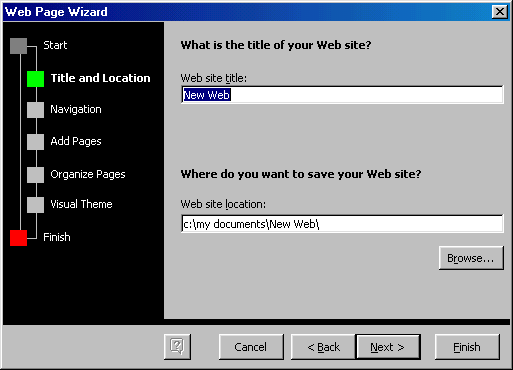 Web Page Wizard
Start
Title and Location
Navigation
Add Pages
Organize Pages
Visual Theme
Finish
What is the title of your Web site?
Web site title:
New Web
Where do you want to save your Web site?
Web site location:
c:\my documents\New Web\
Browse...
?
Cancel
< Back
Next >
Finish